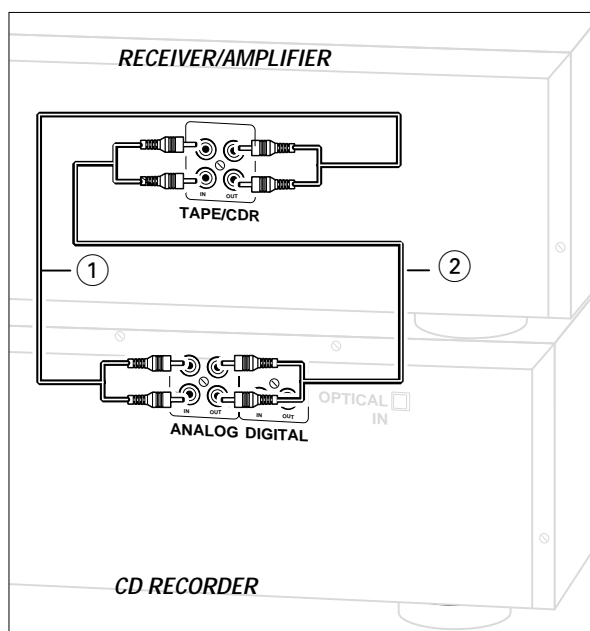 RECEIVER/AMPLIFIER
IN OUT
TAPE/CDR
1
2
OPTICAL
IN
IN OUT IN OUT
ANALOG DIGITAL
CD RECORDER